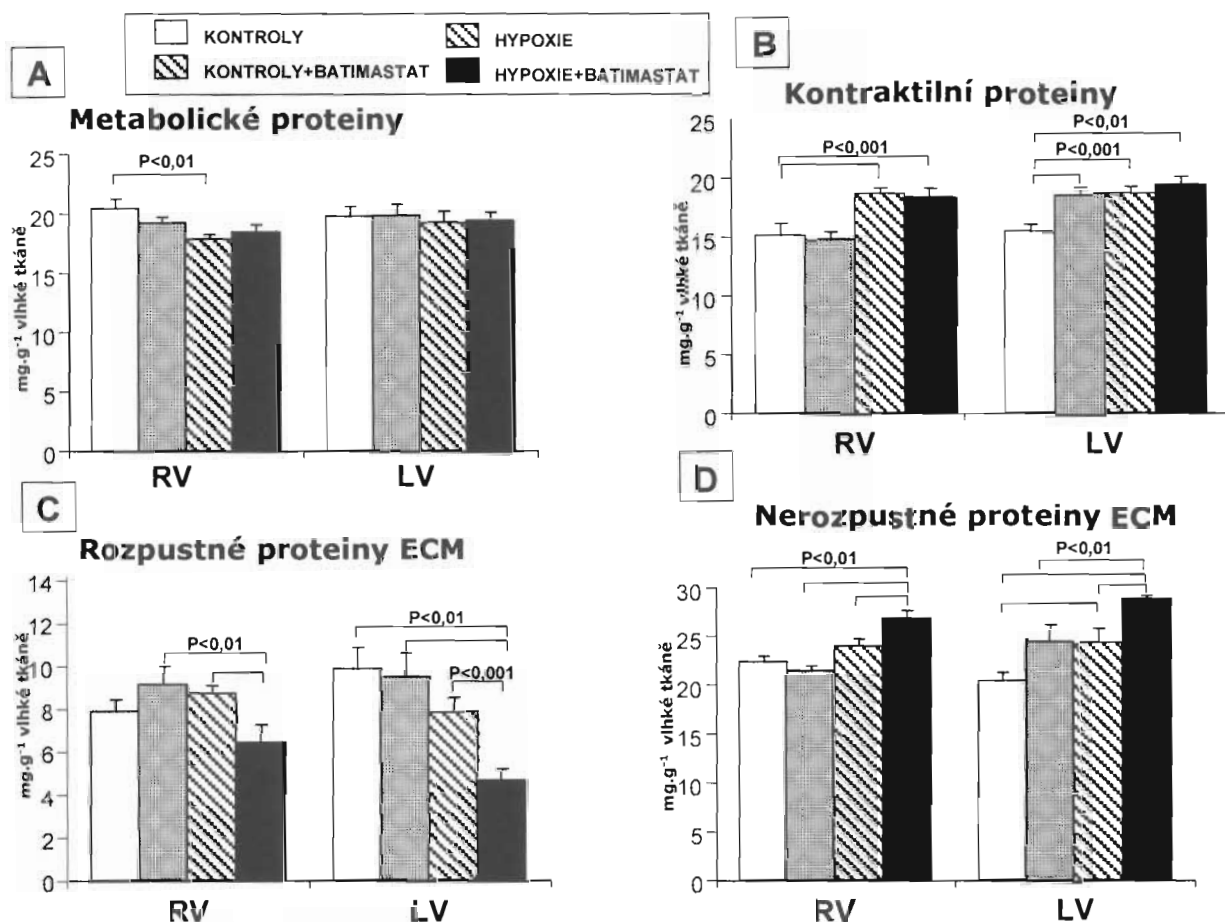 KONTROLY
HYPOXIE
KONTROLY+BATIMASTAT
HYPOXIE+BATIMASTAT
A
Metabolické proteiny
mg.g⁻¹ vlhké tkáně
25
20
15
10
5
0
P<0,01
RV
LV
B
Kontraktilní proteiny
mg.g⁻¹ vlhké tkáně
25
20
15
10
5
0
P<0,001
P<0,01
P<0,001
RV
LV
C
Rozpustné proteiny ECM
mg.g⁻¹ vlhké tkáně
14
12
10
8
6
4
2
0
P<0,01
P<0,01
P<0,001
RV
LV
D
Nerozpustné proteiny ECM
mg.g⁻¹ vlhké tkáně
30
25
20
15
10
5
0
P<0,01
P<0,01
RV
LV